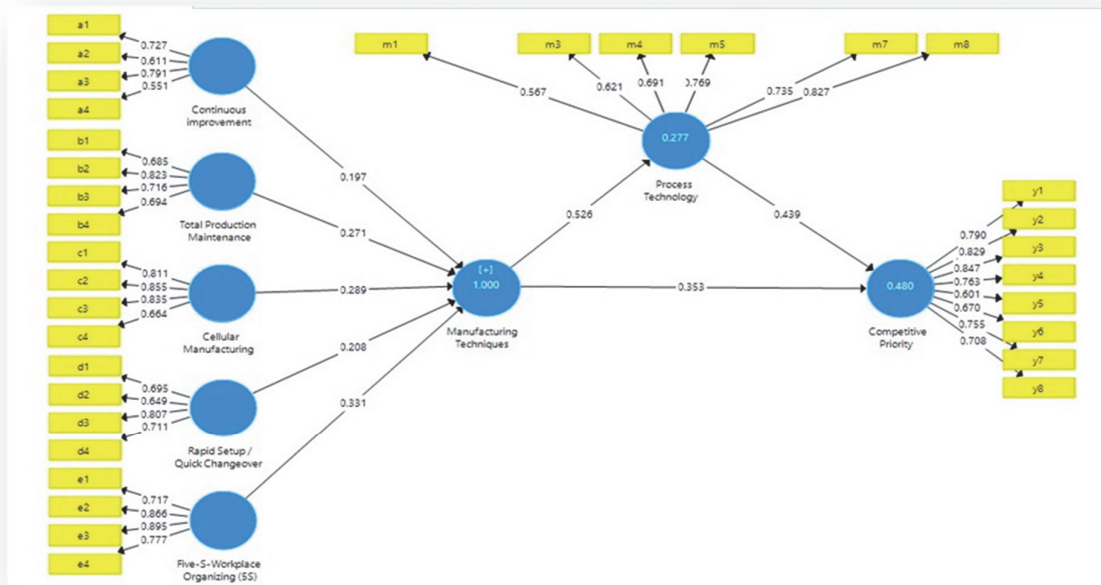 a1
a2
a3
a4
0.727
0.611
0.791
0.551
Continuous
improvement
b1
b2
b3
b4
0.685
0.823
0.716
0.694
Total Production
Maintenance
c1
c2
c3
c4
0.811
0.855
0.835
0.664
Cellular
Manufacturing
d1
d2
d3
d4
0.695
0.649
0.807
0.711
Rapid Setup /
Quick Changeover
e1
e2
e3
e4
0.717
0.866
0.895
0.777
Five-S-Workplace
Organizing (5S)
0.197
0.271
0.289
0.208
0.331
[+]
1.000
Manufacturing
Techniques
0.526
0.353
m1
m3
m4
m5
m7
m8
0.567
0.621
0.691
0.769
0.735
0.827
0.277
Process
Technology
0.439
0.480
Competitive
Priority
0.790
0.829
0.847
0.763
0.601
0.670
0.755
0.708
y1
y2
y3
y4
y5
y6
y7
y8